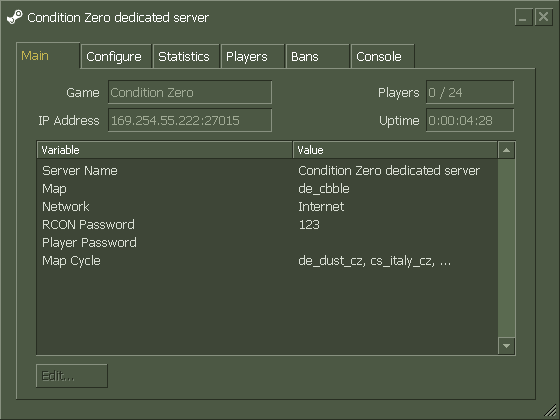 Condition Zero dedicated server
Main Configure Statistics Players Bans Console
Game Condition Zero Players 0 / 24
IP Address 169.254.55.222:27015 Uptime 0:00:04:28
Variable Value
Server Name Condition Zero dedicated server
Map de_cbble
Network Internet
RCON Password 123
Player Password
Map Cycle de_dust_cz, cs_italy_cz, ...
Edit...